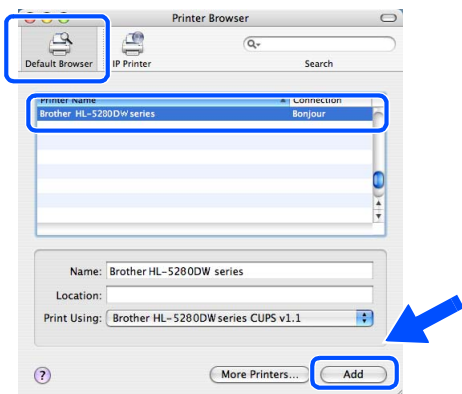 Printer Browser
Default Browser
IP Printer
Search
Printer Name
Connection
Brother HL-5280DW series
Bonjour
Name: Brother HL-5280DW series
Location:
Print Using: Brother HL-5280DW series CUPS v1.1
? More Printers... Add